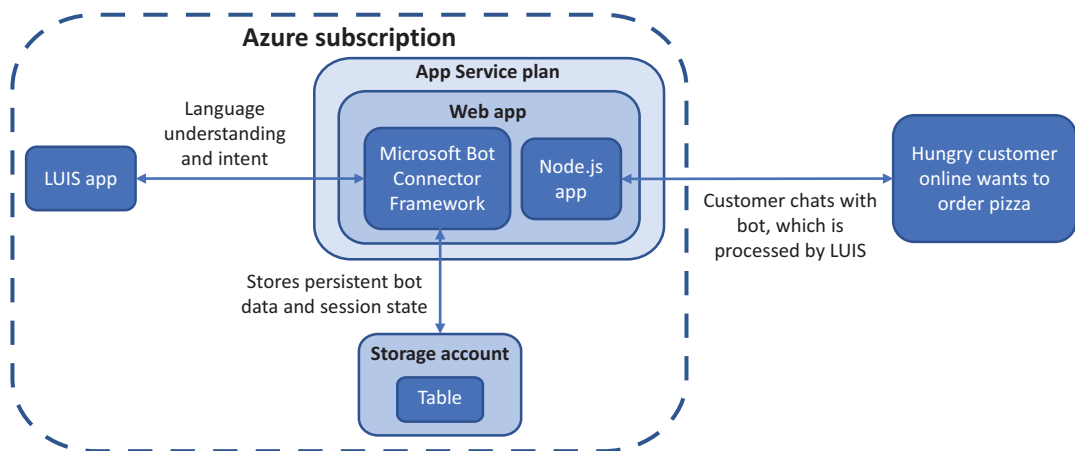 Azure subscription
App Service plan
Web app
Language
understanding
and intent
LUIS app
Microsoft Bot
Connector
Framework
Node.js
app
Hungry customer
online wants to
order pizza
Customer chats with
bot, which is
processed by LUIS
Stores persistent bot
data and session state
Storage account
Table